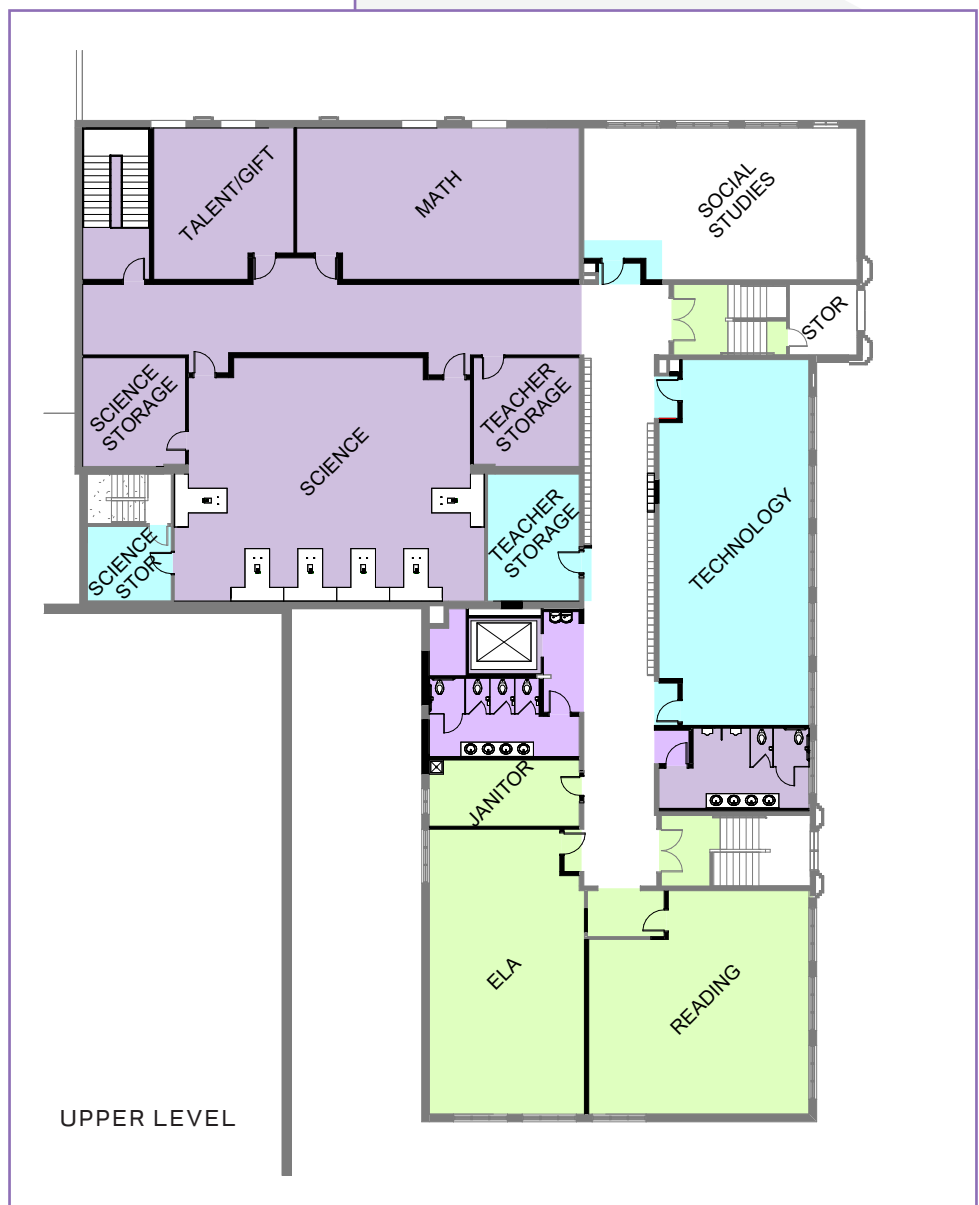 TALENT/GIFT
MATH
SOCIAL
STUDIES
STOR
SCIENCE
STORAGE
SCIENCE
TEACHER
STORAGE
TECHNOLOGY
SCIENCE
STOR
TEACHER
STORAGE
JANITOR
ELA
READING
UPPER LEVEL